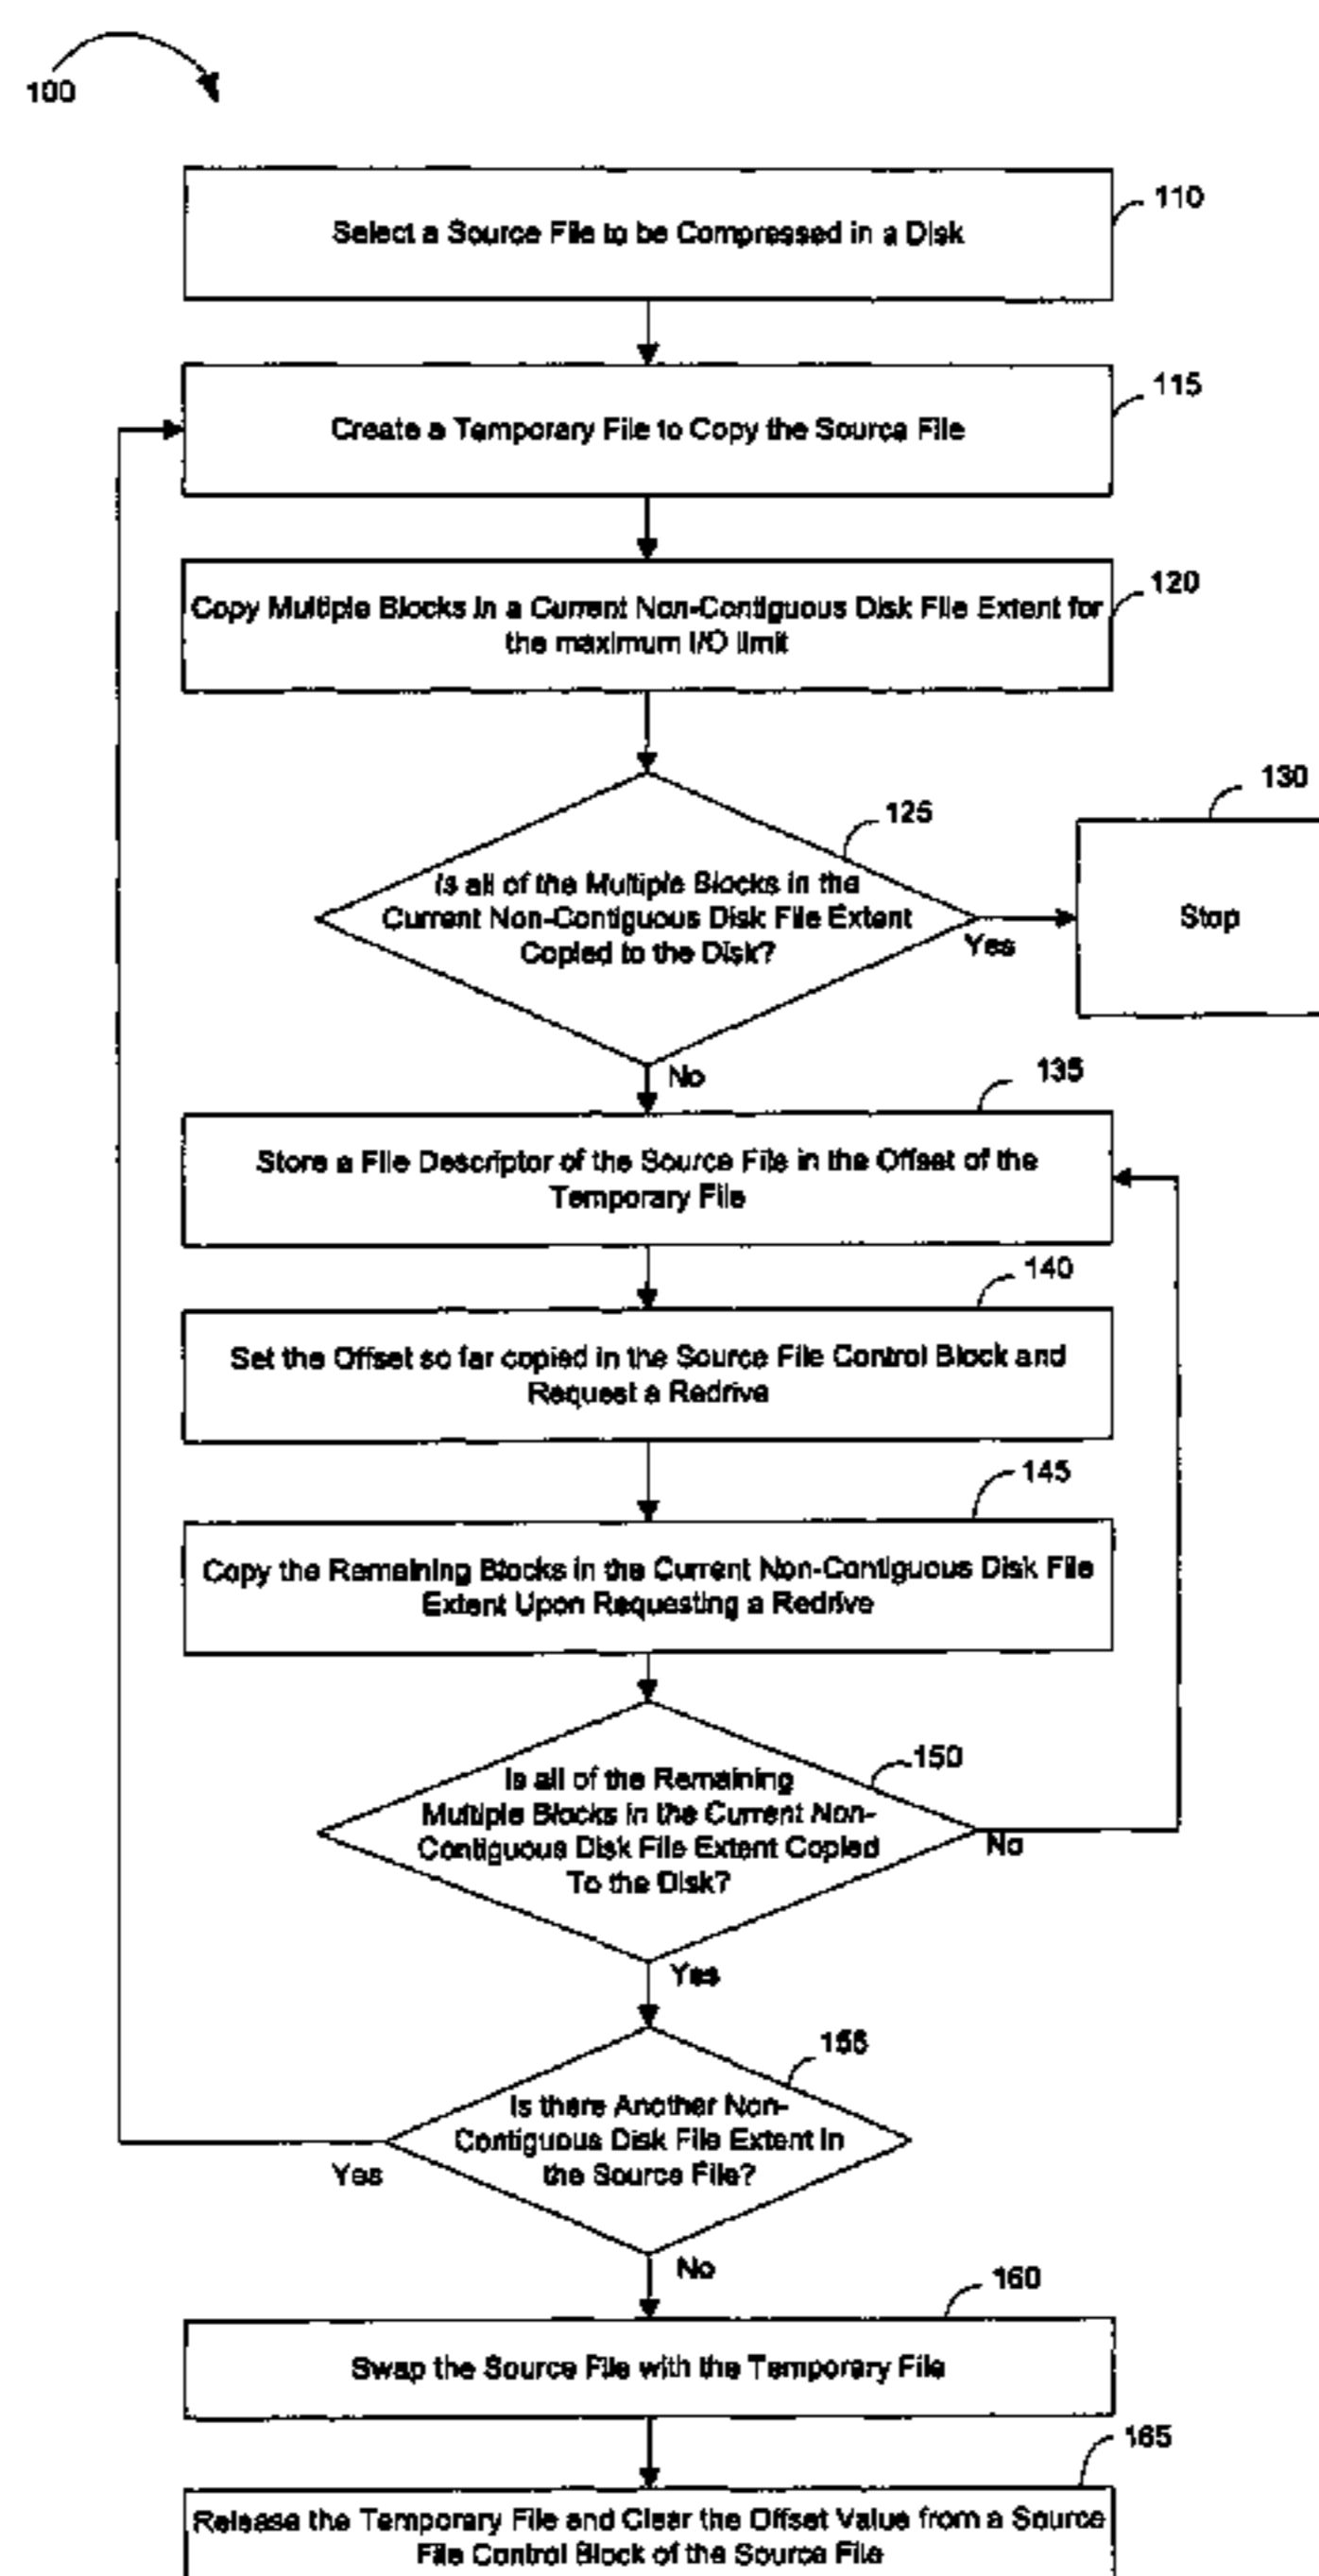 100
110
Select a Source File to be Compressed in a Disk
115
Create a Temporary File to Copy the Source File
120
Copy Multiple Blocks in a Current Non-Contiguous Disk File Extent for
the maximum I/O limit
125
130
Is all of the Multiple Blocks in the
Current Non-Contiguous Disk File Extent
Copied to the Disk?
Yes
Stop
No
135
Store a File Descriptor of the Source File in the Offset of the
Temporary File
140
Set the Offset so far copied in the Source File Control Block and
Request a Redrive
145
Copy the Remaining Blocks in the Current Non-Contiguous Disk File
Extent Upon Requesting a Redrive
150
Is all of the Remaining
Multiple Blocks in the Current Non-
Contiguous Disk File Extent Copied
To the Disk?
No
Yes
155
Is there Another Non-
Contiguous Disk File Extent in
the Source File?
Yes
No
160
Swap the Source File with the Temporary File
165
Release the Temporary File and Clear the Offset Value from a Source
File Control Block of the Source File